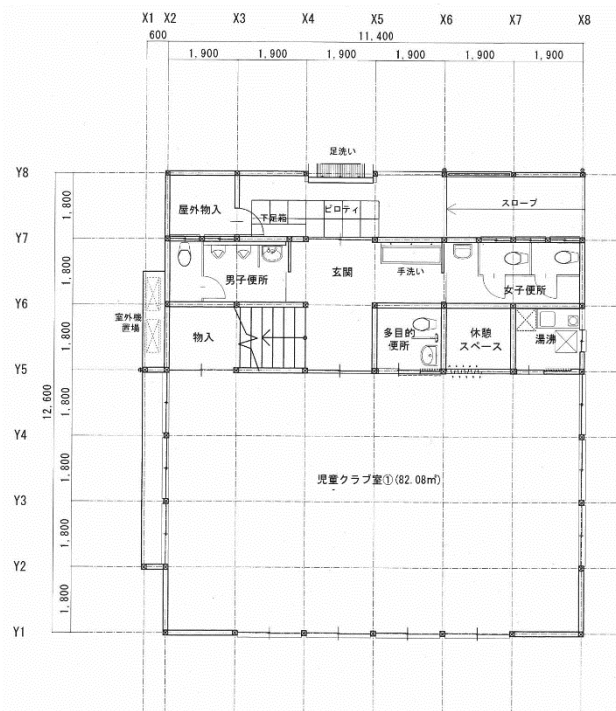 X1 X2 X3 X4 X5 X6 X7 X8
600
11,400
1,900 1,900 1,900 1,900 1,900 1,900
足洗い
Y8
1,800
屋外物入
下足箱
ピロティ
スロープ
Y7
1,800
男子便所
玄関
手洗い
女子便所
Y6
室外機
置場
1,800
物入
多目的
便所
休憩
スペース
湯沸
Y5
12,600
1,800
Y4
児童クラブ室①(82.08㎡)
1,800
Y3
1,800
Y2
1,800
Y1